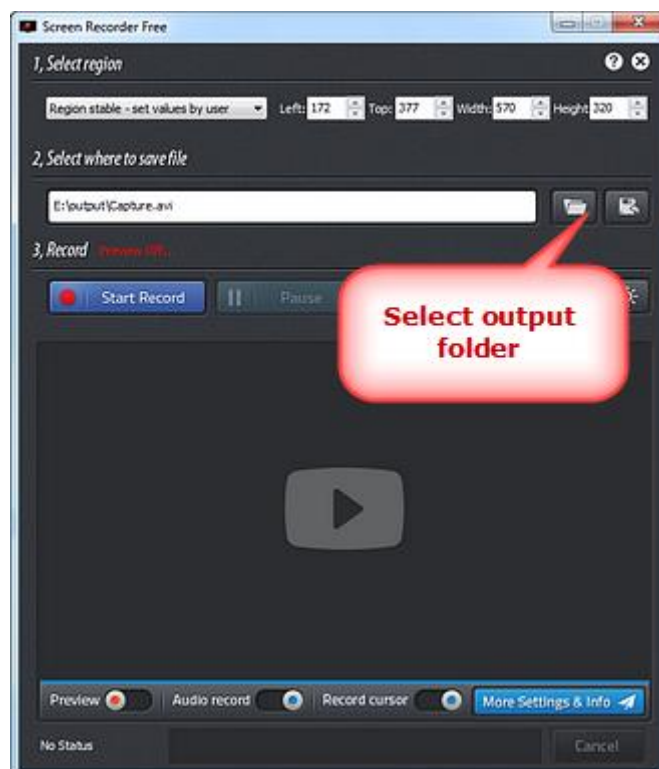 Screen Recorder Free
1, Select region
Region stable - set values by user Left: 172 Top: 377 Width: 570 Height 320
2, Select where to save file
E:\output\Capture.avi
3, Record Preview Off...
Start Record Pause
Select output
folder
Preview Audio record Record cursor More Settings & Info
No Status Cancel